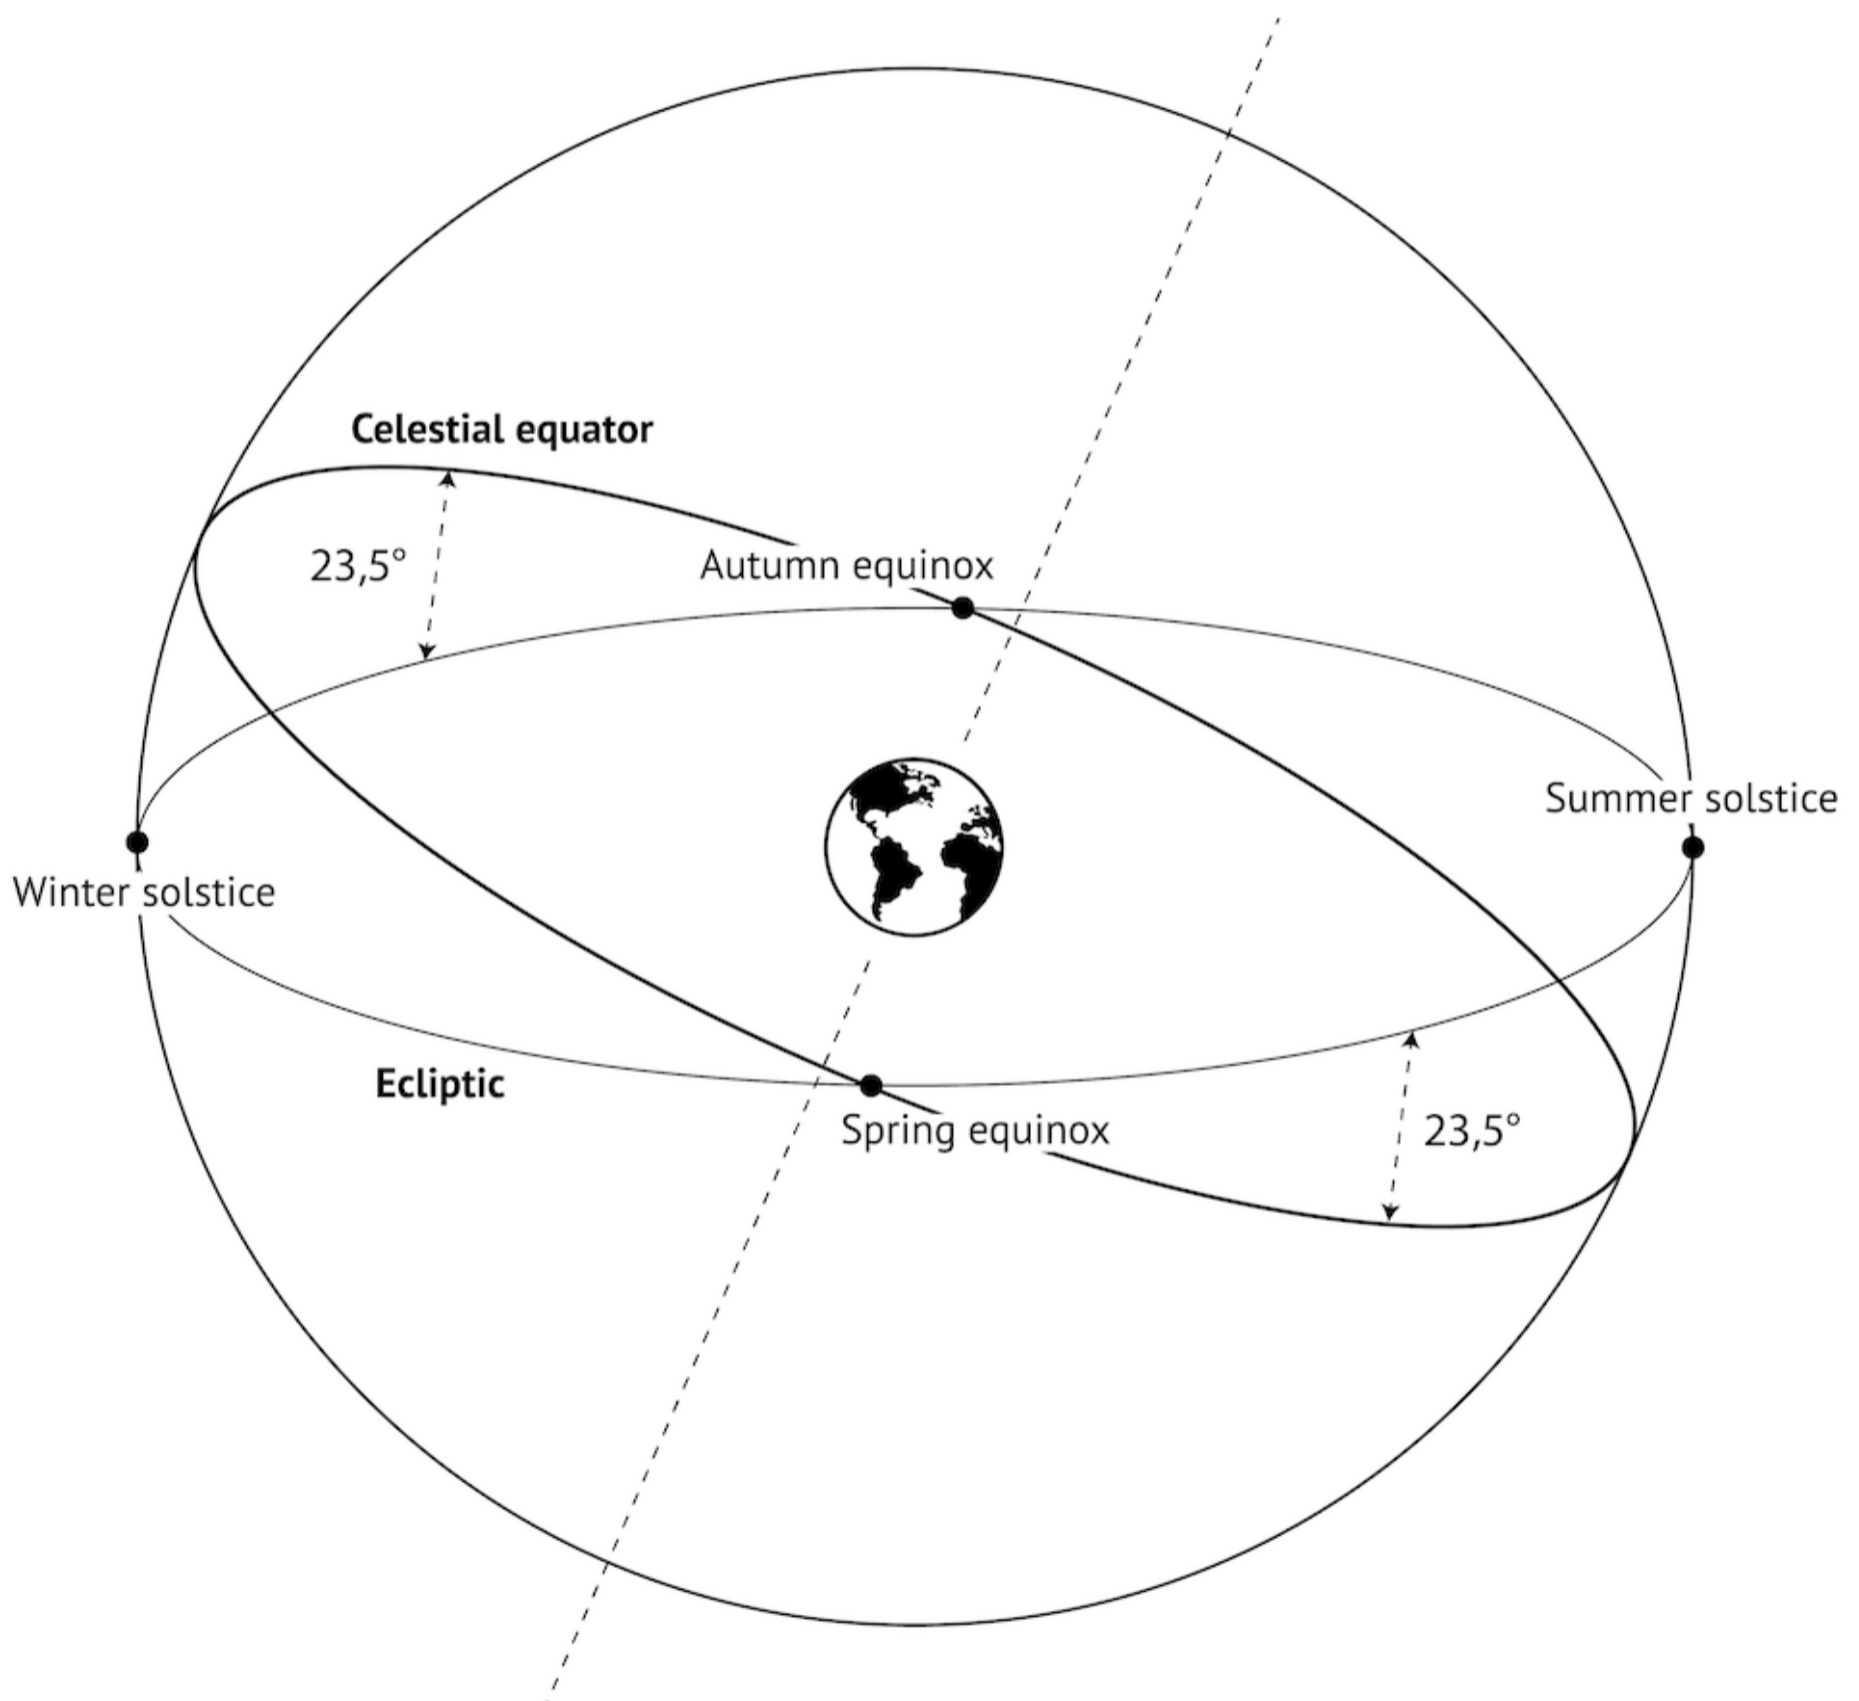 Celestial equator
23,5°
Autumn equinox
Summer solstice
Winter solstice
Ecliptic
Spring equinox
23,5°